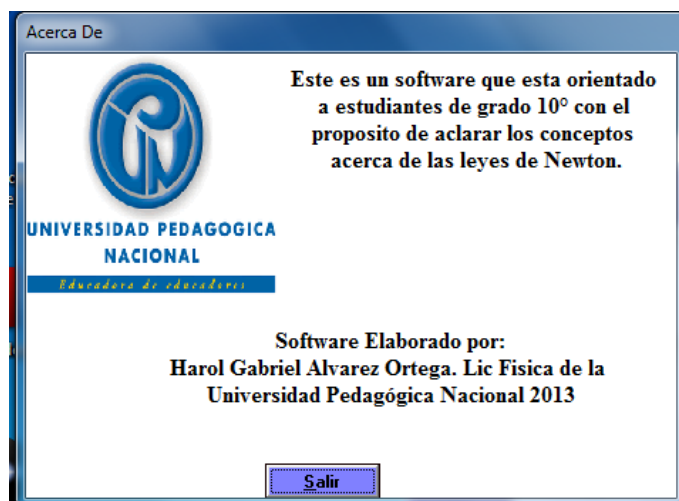 Acerca De
Este es un software que esta orientado
a estudiantes de grado 10° con el
proposito de aclarar los conceptos
acerca de las leyes de Newton.
UNIVERSIDAD PEDAGOGICA
NACIONAL
Educadora de educadores
Software Elaborado por:
Harol Gabriel Alvarez Ortega. Lic Fisica de la
Universidad Pedagógica Nacional 2013
Salir